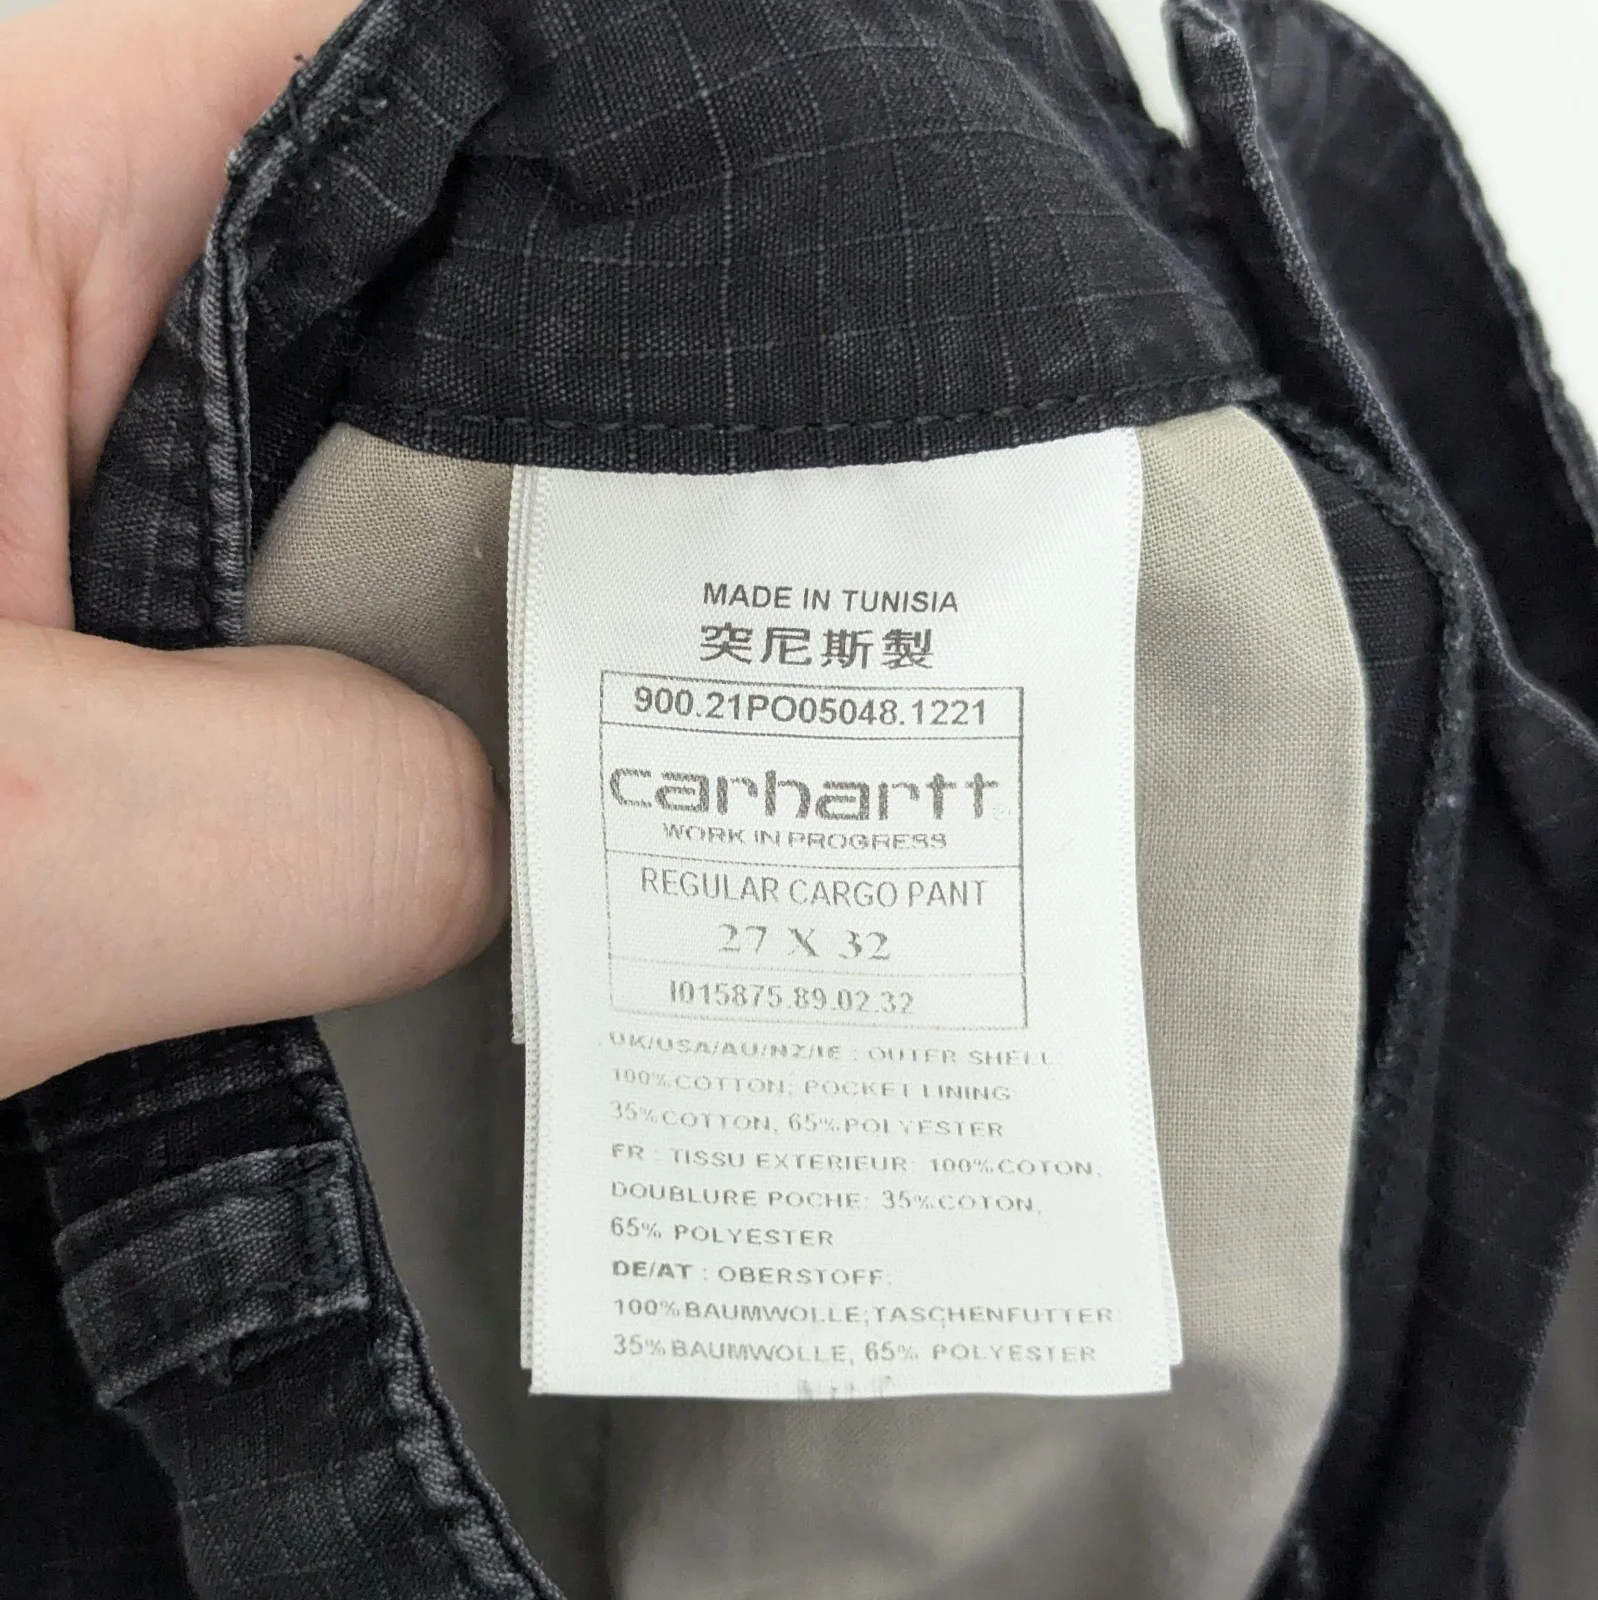 MADE IN TUNISIA
突尼斯製
900.21PO05048.1221
carhartt
WORK IN PROGRESS
REGULAR CARGO PANT
27 X 32
I015875.89.02.32
UK/USA/AU/NZ/IE : OUTER SHELL
100% COTTON; POCKET LINING
35% COTTON, 65% POLYESTER
FR : TISSU EXTERIEUR: 100% COTON,
DOUBLURE POCHE: 35% COTON,
65% POLYESTER
DE/AT : OBERSTOFF:
100% BAUMWOLLE;TASCHENFUTTER
35% BAUMWOLLE, 65% POLYESTER